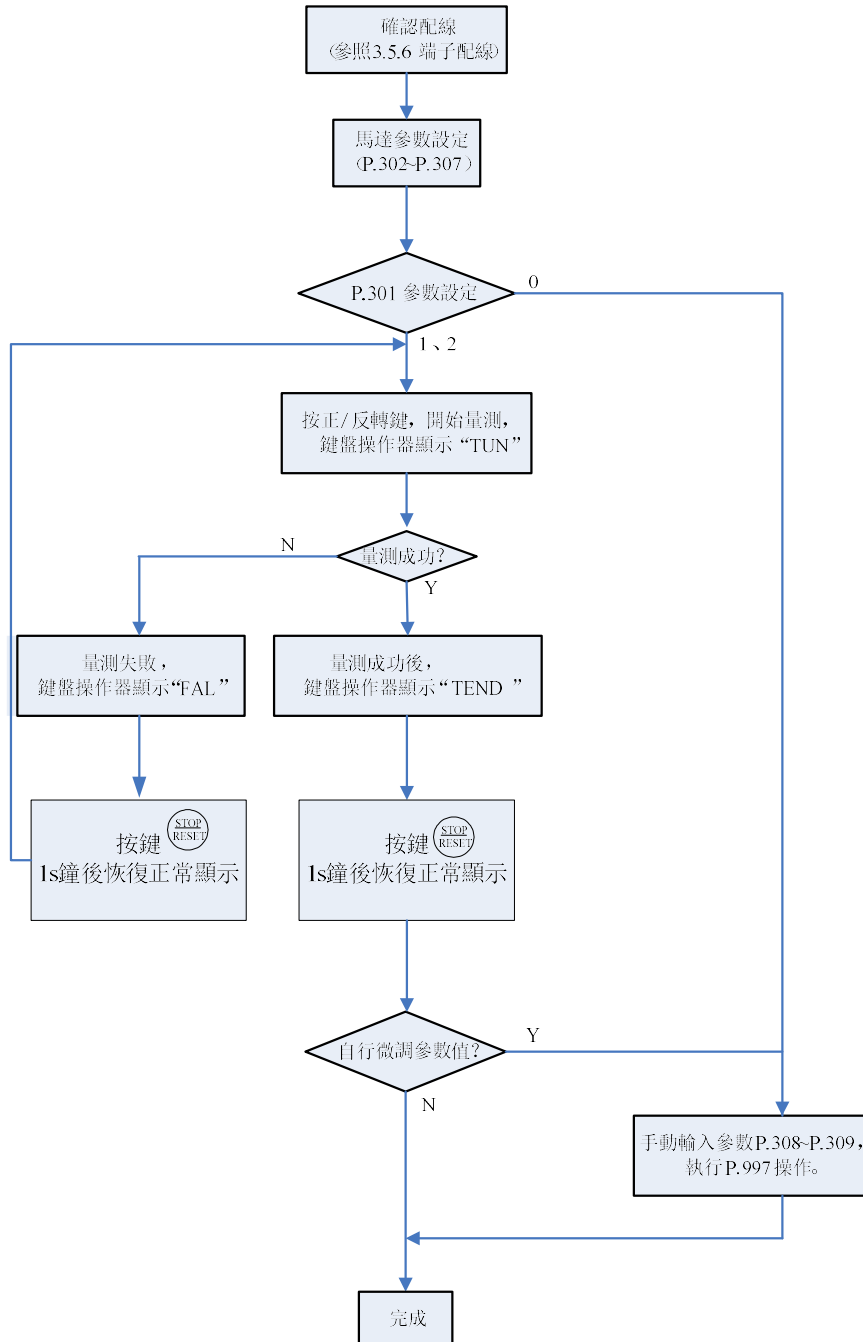 確認配線
(參照3.5.6 端子配線)
馬達參數設定
(P.302~P.307)
P.301 參數設定
0
1、2
按正/反轉鍵，開始量測，
鍵盤操作器顯示“TUN”
量測成功?
N
Y
量測失敗，
鍵盤操作器顯示“FAL”
量測成功後，
鍵盤操作器顯示“TEND ”
按鍵 STOP
RESET
1s鐘後恢復正常顯示
按鍵 STOP
RESET
1s鐘後恢復正常顯示
自行微調參數值?
Y
N
手動輸入參數P.308~P.309，
執行P.997操作。
完成